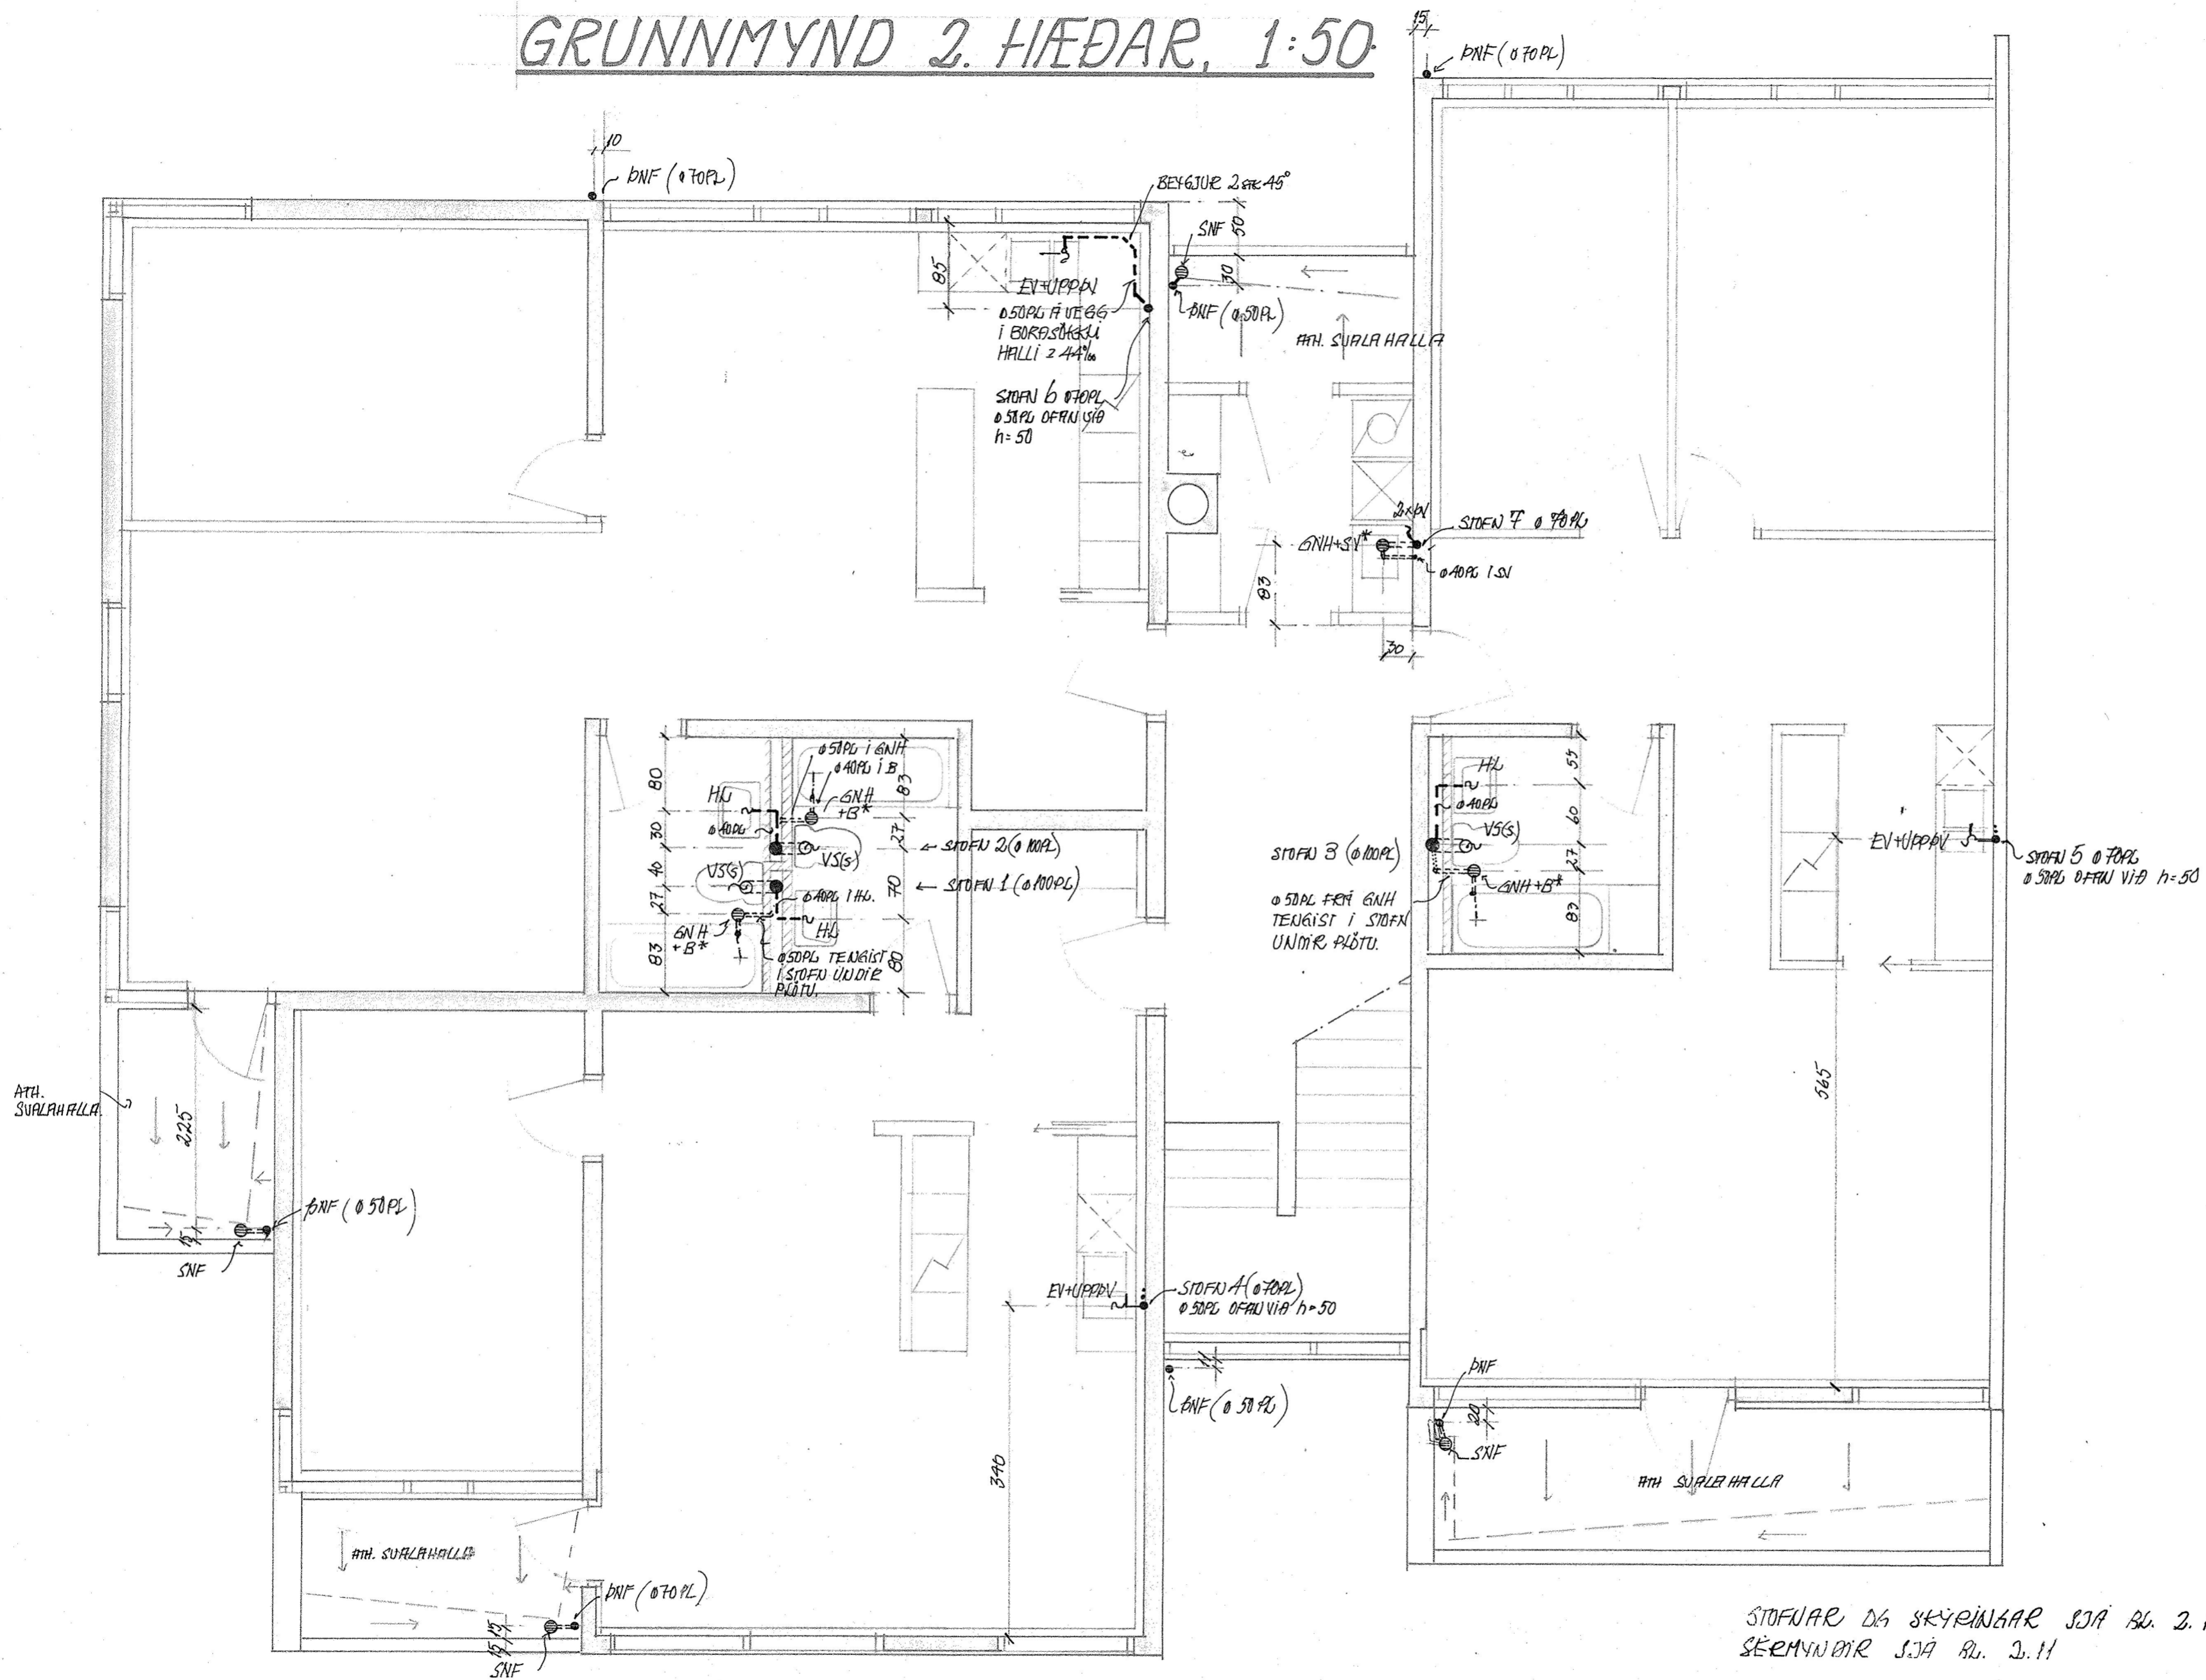 GRUNNMYND 2. HÆÐAR, 1:50
15
ÞNF (ø70PL)
10
ÞNF (ø70PL)
BEYGJUR 2 STK 45°
50
SNF
30
85
EV+UPPÞV
ø50PL Á VEGG
Í BORÐSÖKKLI
HALLI ≥ 44‰
ÞNF (ø50PL)
ATH. SVALAHALLA
STOFN 6 ø70PL
ø50PL OFAN VIÐ
h=50
2xÞV
STOFN 7 ø70PL
GNH+SV*
ø40PL Í SV
83
30
ø50PL Í GNH
ø40PL Í B
80
83
HL
GNH
+B*
30
ø40PL
27
VS(s)
← STOFN 2 (ø100PL)
40
VS(s)
70
← STOFN 1 (ø100PL)
27
ø40PL Í HL.
GNH
+B*
HL
83
80
ø50PL TENGIST
Í STOFN UNDIR
PLÖTU.
HL
55
ø40PL
60
VS(s)
STOFN 3 (ø100PL)
27
GNH+B*
ø50PL FRÁ GNH
TENGIST Í STOFN
UNDIR PLÖTU.
83
EV+UPPÞV
STOFN 5 ø70PL
ø50PL OFAN VIÐ h=50
ATH.
SVALAHALLA.
225
565
ÞNF (ø50PL)
15
SNF
EV+UPPÞV
STOFN 4 (ø70PL)
ø50PL OFAN VIÐ h=50
11
ÞNF (ø50PL)
ÞNF
20
SNF
340
ATH SVALAHALLA
ATH. SVALAHALLA
ÞNF (ø70PL)
15 15
SNF
STOFNAR OG SKÝRINGAR SJÁ BL. 2.
SÉRMYNDIR SJÁ BL. 2.11